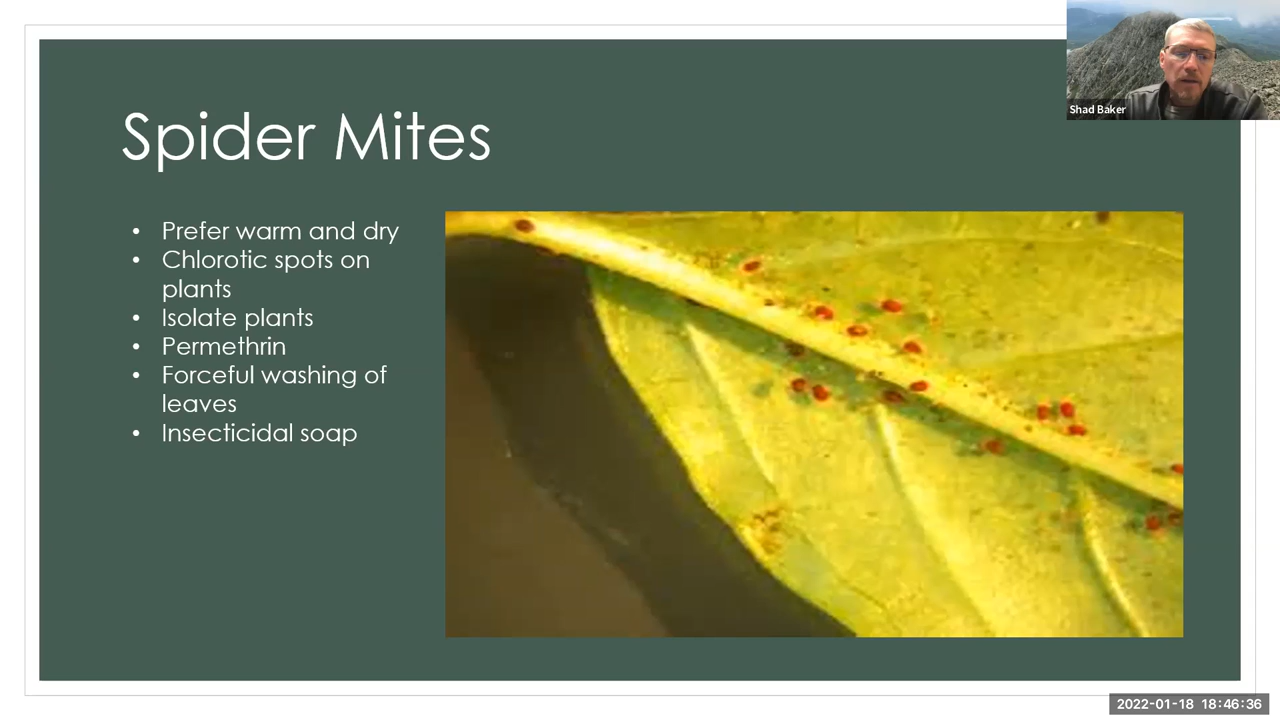 Shad Baker
Spider Mites
• Prefer warm and dry
• Chlorotic spots on
plants
• Isolate plants
• Permethrin
• Forceful washing of
leaves
• Insecticidal soap
2022-01-18 18:46:36